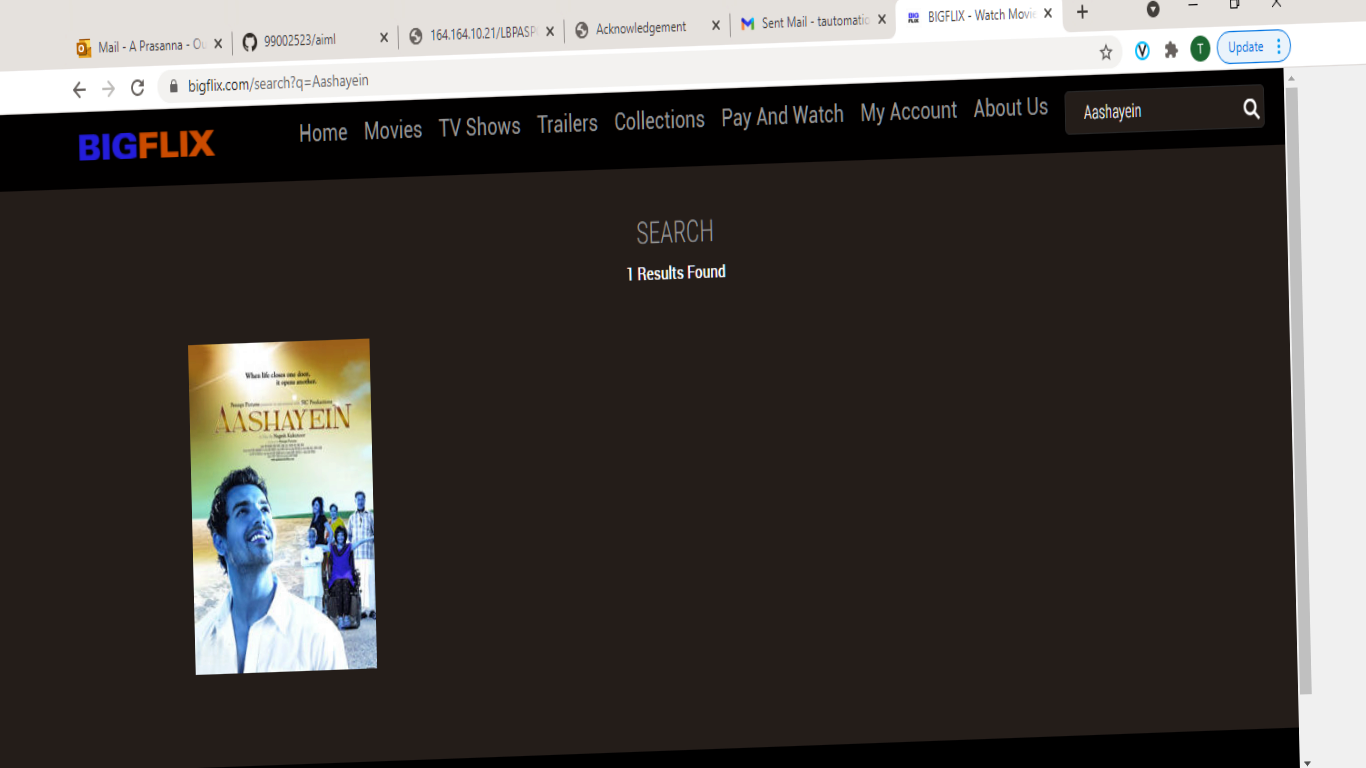 Mail - A Prasanna - Ou
99002523/aiml
164.164.10.21/LBPASP
Acknowledgement
Sent Mail - tautomatic
BIGFLIX - Watch Movie
bigflix.com/search?q=Aashayein
T
Update
BIGFLIX
Home Movies TV Shows Trailers Collections Pay And Watch My Account About Us
Aashayein
SEARCH
1 Results Found
When life closes one door,
it opens another.
AASHAYEIN